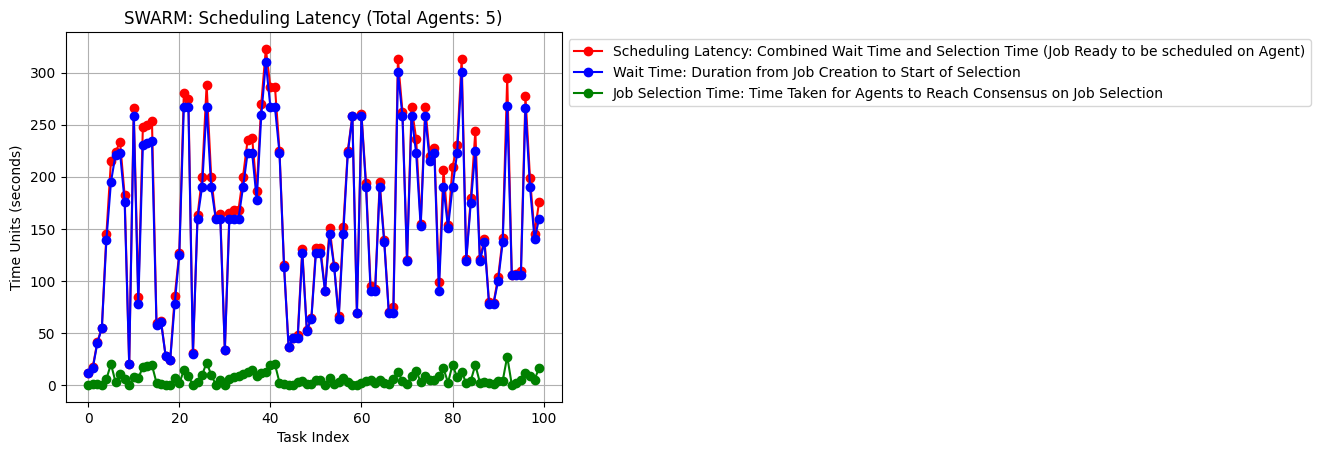 SWARM: Scheduling Latency (Total Agents: 5)
Scheduling Latency: Combined Wait Time and Selection Time (Job Ready to be scheduled on Agent)
Wait Time: Duration from Job Creation to Start of Selection
Job Selection Time: Time Taken for Agents to Reach Consensus on Job Selection
Time Units (seconds)
300
250
200
150
100
50
0
0 20 40 60 80 100
Task Index